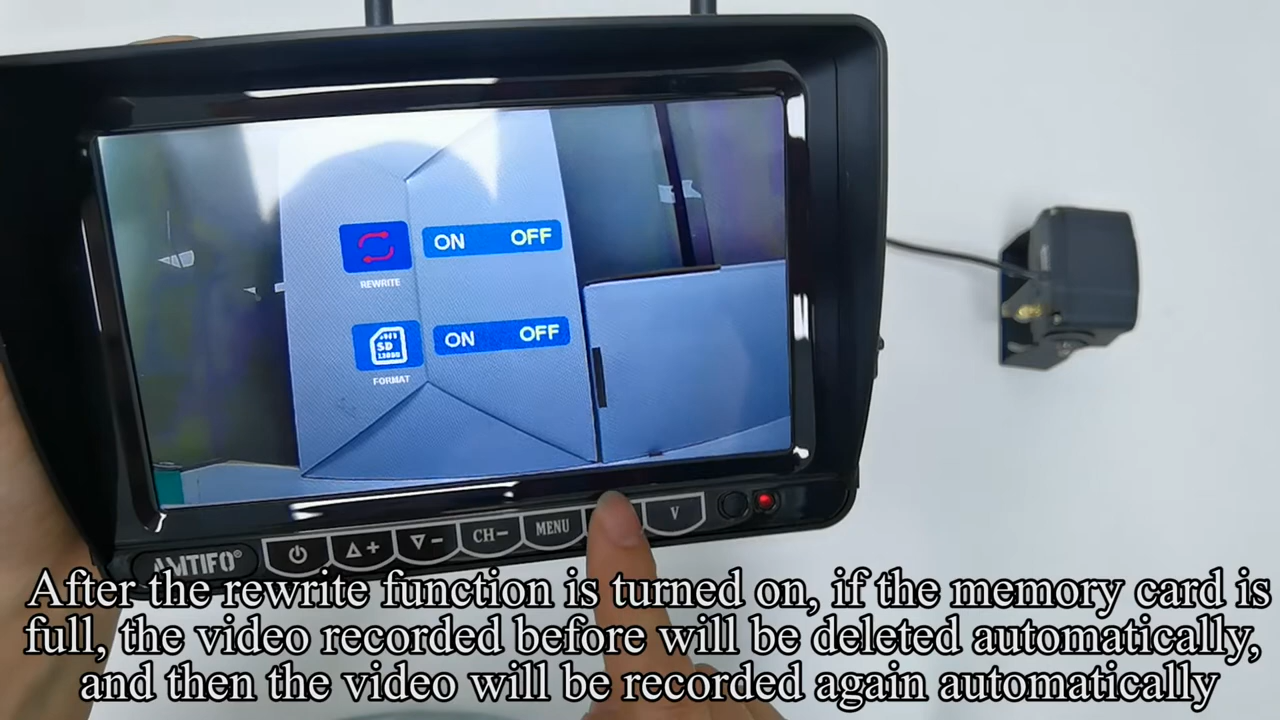 ON OFF
REWRITE
SD
ON OFF
FORMAT
AMTIFO®
+
−
CH−
MENU
V
After the rewrite function is turned on, if the memory card is
full, the video recorded before will be deleted automatically,
and then the video will be recorded again automatically